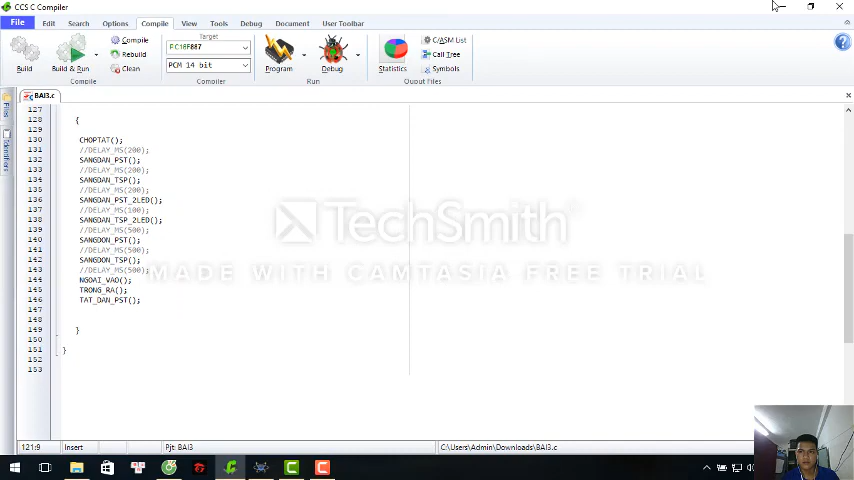 CCS C Compiler
File Edit Search Options Compile View Tools Debug Document User Toolbar
Build
Build & Run
Compile
Rebuild
Clean
Compile
Target
PC16F887
PCM 14 bit
Compiler
Program
Debug
Run
Statistics
C/ASM List
Call Tree
Symbols
Ouput Files
BAI3.c
Files
Identifiers
127
128 {
129
130 CHOPTAT();
131 //DELAY_MS(200);
132 SANGDAN_PST();
133 //DELAY_MS(200);
134 SANGDAN_TSP();
135 //DELAY_MS(200);
136 SANGDAN_PST_2LED();
137 //DELAY_MS(100);
138 SANGDAN_TSP_2LED();
139 //DELAY_MS(500);
140 SANGDON_PST();
141 //DELAY_MS(500);
142 SANGDON_TSP();
143 //DELAY_MS(500);
144 NGOAI_VAO();
145 TRONG_RA();
146 TAT_DAN_PST();
147
148
149 }
150
151 }
152
153
TechSmith
MADE WITH CAMTASIA FREE TRIAL
121:9 Insert Pjt: BAI3 C:\Users\Admin\Downloads\BAI3.c